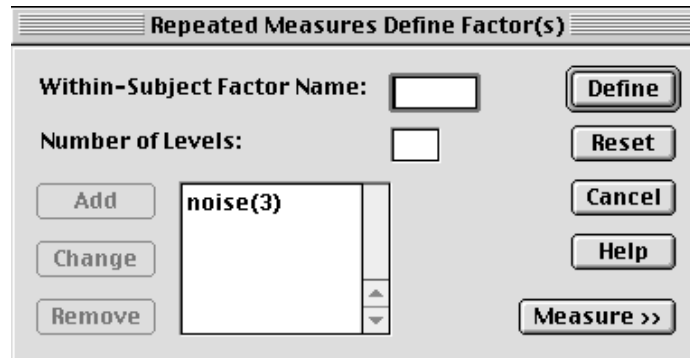 Repeated Measures Define Factor(s)
Within-Subject Factor Name:
Define
Number of Levels:
Reset
Add
noise(3)
Cancel
Change
Help
Remove
Measure >>